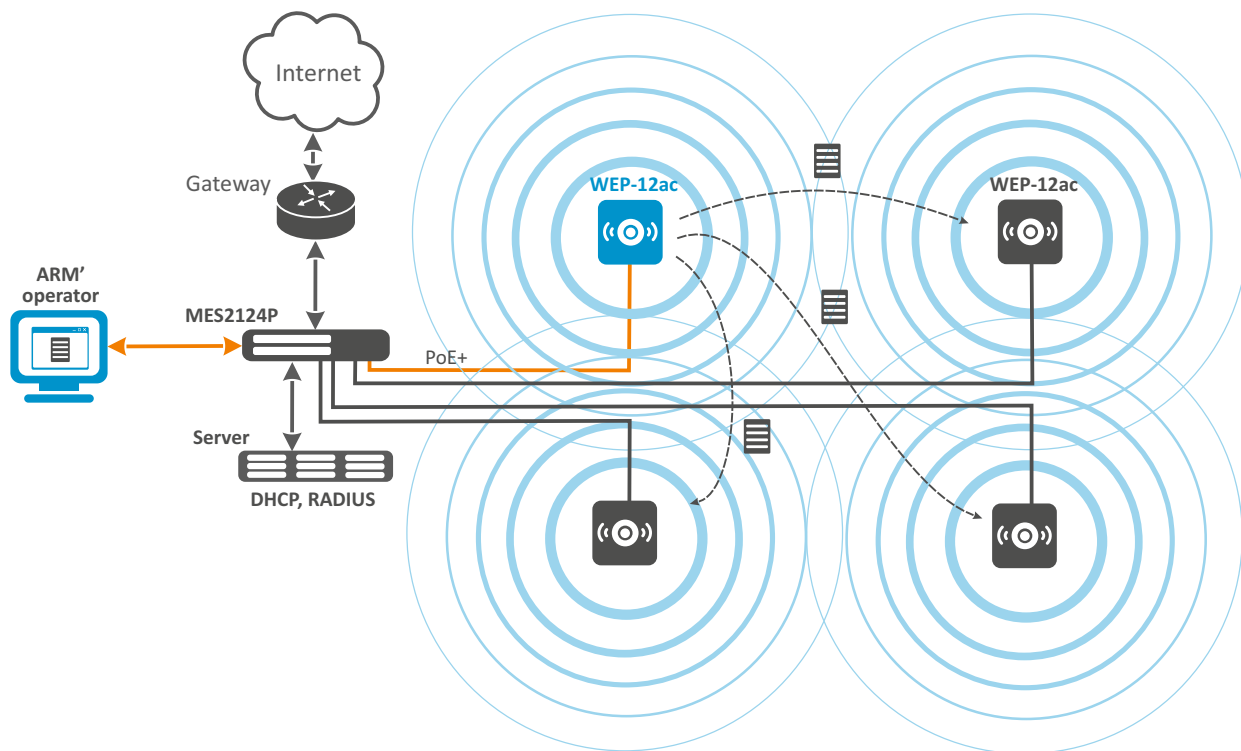 Internet
Gateway
WEP-12ac
WEP-12ac
ARM'
operator
MES2124P
PoE+
Server
DHCP, RADIUS